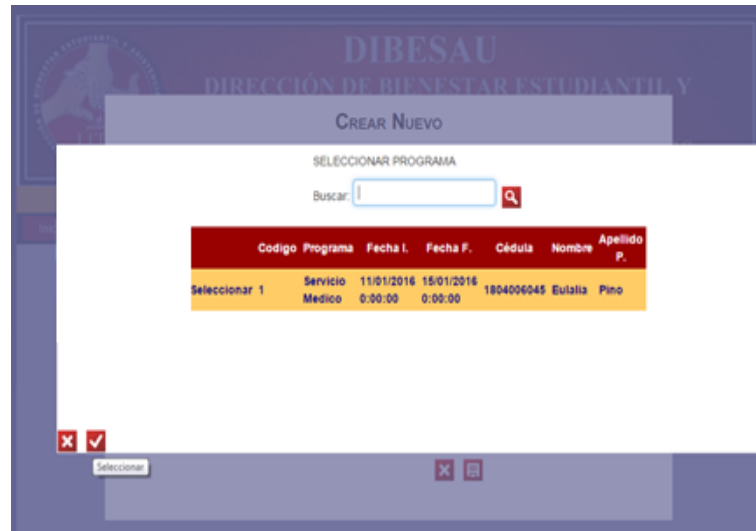 DIBESAU
DIRECCIÓN DE BIENESTAR ESTUDIANTIL Y
CREAR NUEVO
SELECCIONAR PROGRAMA
Buscar:
Codigo Programa Fecha I. Fecha F. Cédula Nombre Apellido P.
Seleccionar 1 Servicio Medico 11/01/2016 0:00:00 15/01/2016 0:00:00 1804006045 Eulalia Pino
Seleccionar